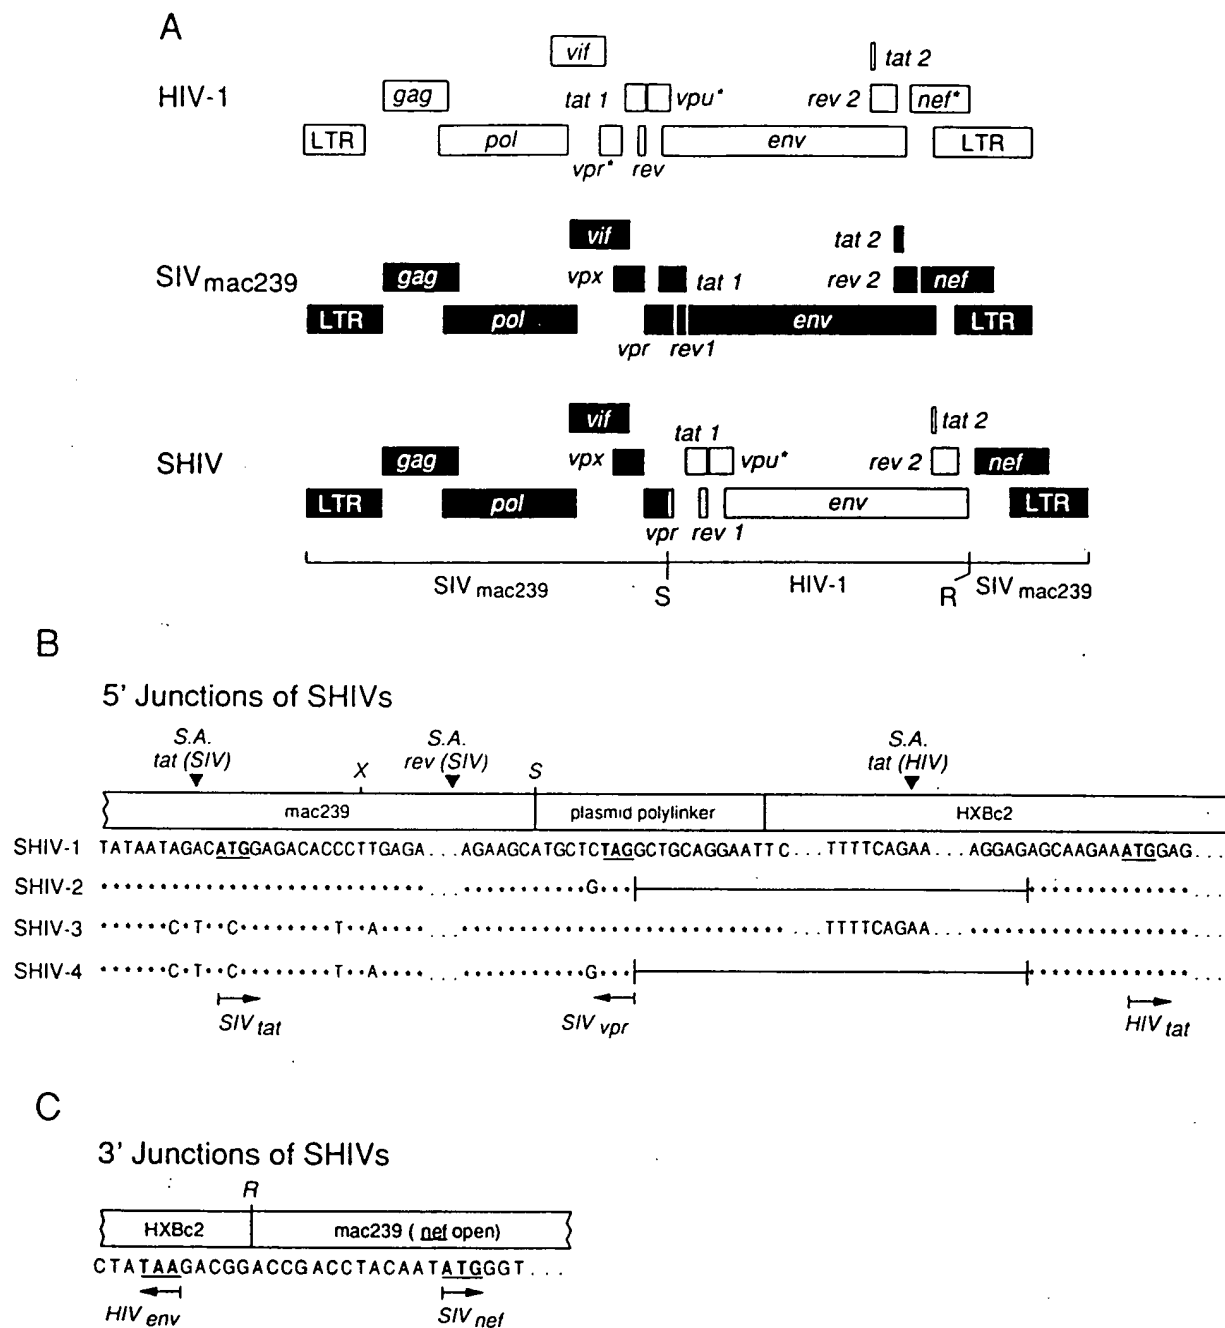 A
vif
tat 2
HIV-1
gag
tat 1
vpu*
rev 2
nef*
LTR
pol
env
LTR
vpr*
rev
vif
tat 2
SIVmac239
gag
vpx
tat 1
rev 2
nef
LTR
pol
env
LTR
vpr
rev1
vif
tat 1
tat 2
SHIV
gag
vpx
vpu*
rev 2
nef
LTR
pol
env
LTR
vpr
rev 1
SIVmac239
S
HIV-1
R
SIVmac239
B
5' Junctions of SHIVs
S.A.
tat (SIV)
X
S.A.
rev (SIV)
S
S.A.
tat (HIV)
mac239
plasmid polylinker
HXBc2
SHIV-1 TATAATAGACATGGAGACACCCTTGAGA...AGAAGCATGCTCTAGGCTGCAGGAATTC...TTTTCAGAA...AGGAGAGCAAGAAATGGAG...
SHIV-2 ... G ...
SHIV-3 C·T··C T··A ... ...TTTTCAGAA... ...
SHIV-4 C·T··C T··A ... G ...
SIVtat
SIVvpr
HIVtat
C
3' Junctions of SHIVs
R
HXBc2
mac239 ( nef open)
CTATAAGACGGACCGACCTACAATATGGGT...
HIVenv
SIVnef